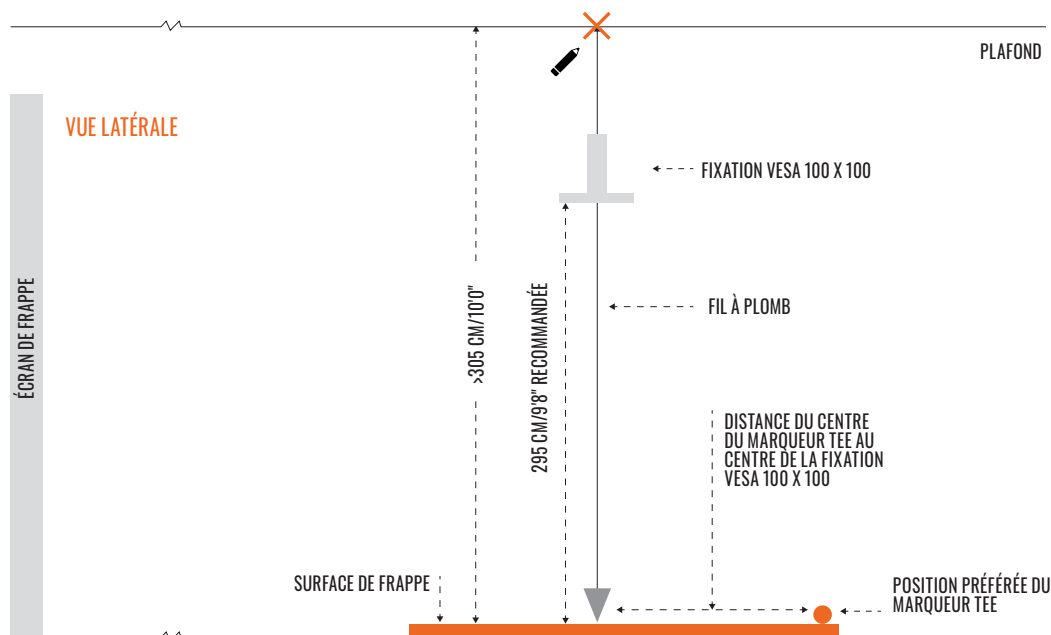 PLAFOND
VUE LATÉRALE
FIXATION VESA 100 X 100
ÉCRAN DE FRAPPE
>305 CM/10'0"
295 CM/9'8" RECOMMANDÉE
FIL À PLOMB
DISTANCE DU CENTRE
DU MARQUEUR TEE AU
CENTRE DE LA FIXATION
VESA 100 X 100
SURFACE DE FRAPPE
POSITION PRÉFÉRÉE DU
MARQUEUR TEE